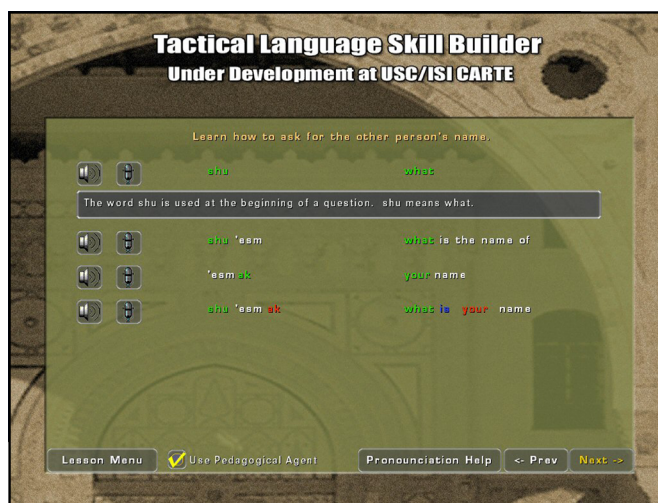 Tactical Language Skill Builder
Under Development at USC/ISI CARTE
Learn how to ask for the other person's name.
shu what
The word shu is used at the beginning of a question. shu means what.
shu 'esm what is the name of
'esm ak your name
shu 'esm ak what is your name
Lesson Menu Use Pedagogical Agent Pronounciation Help <- Prev Next ->